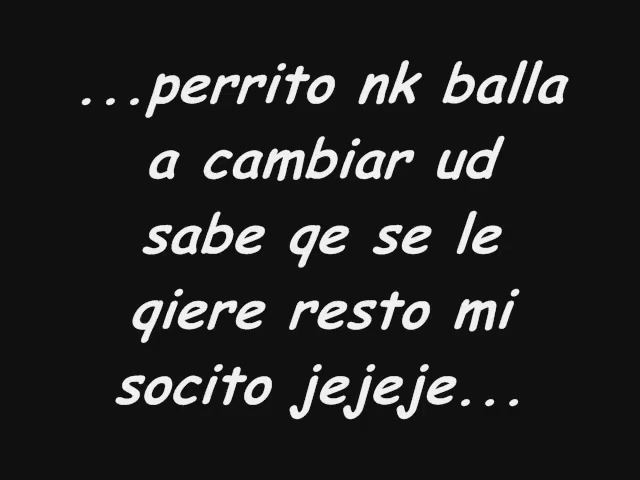 ...perrito nk balla
a cambiar ud
sabe qe se le
qiere resto mi
socito jejeje...